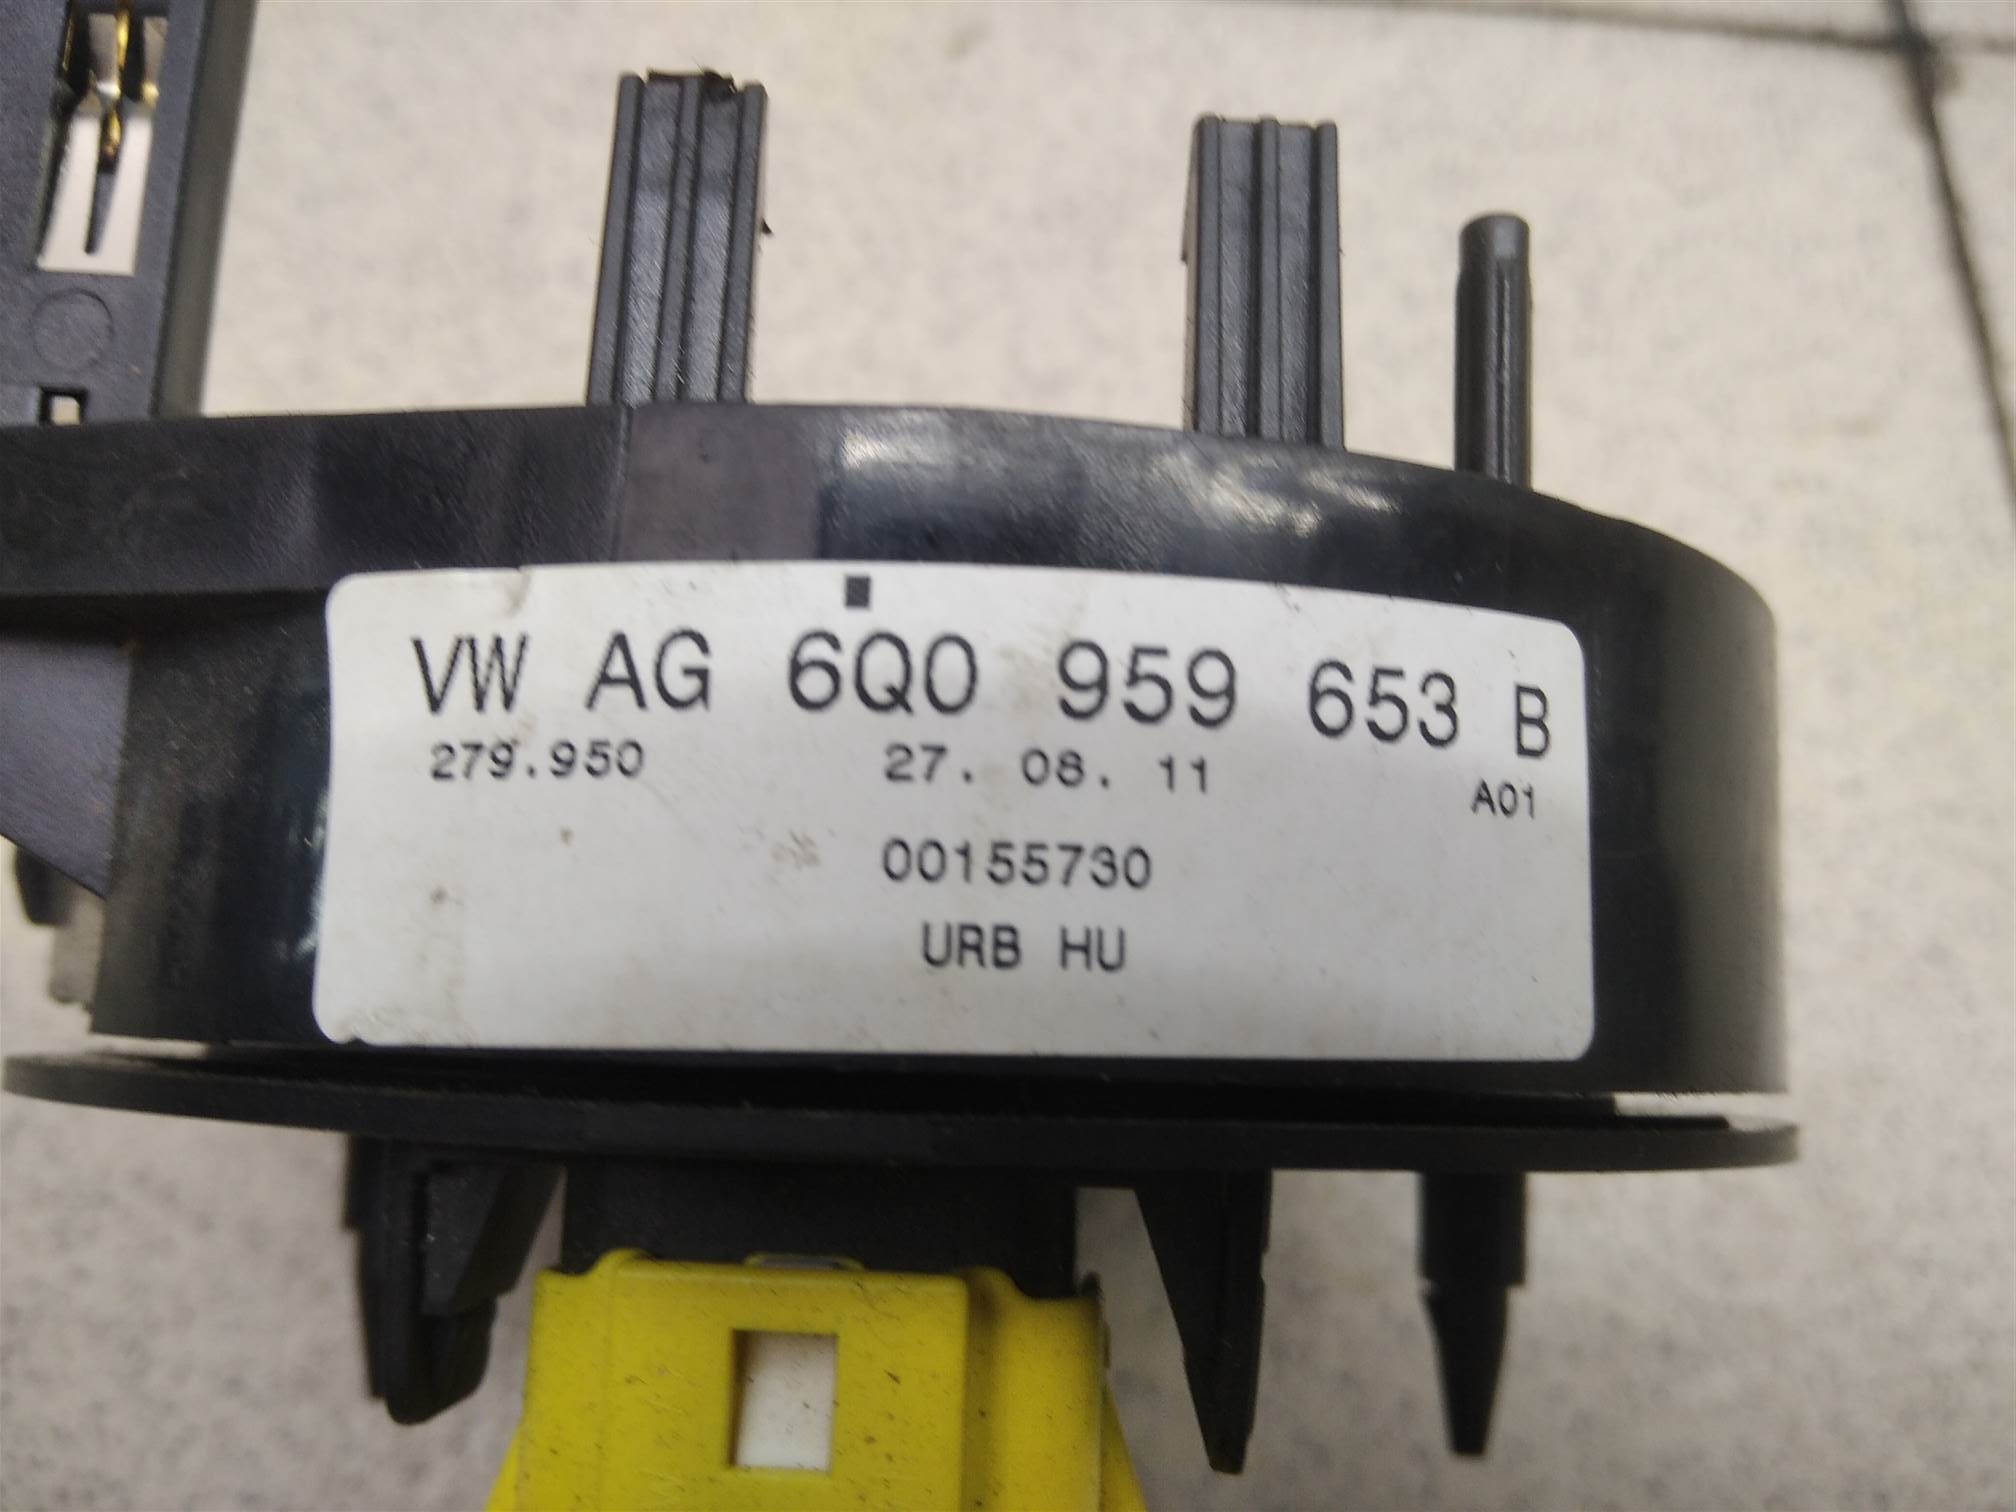 VW AG 6Q0 959 653 B
279.950 27. 08. 11 A01
00155730
URB HU